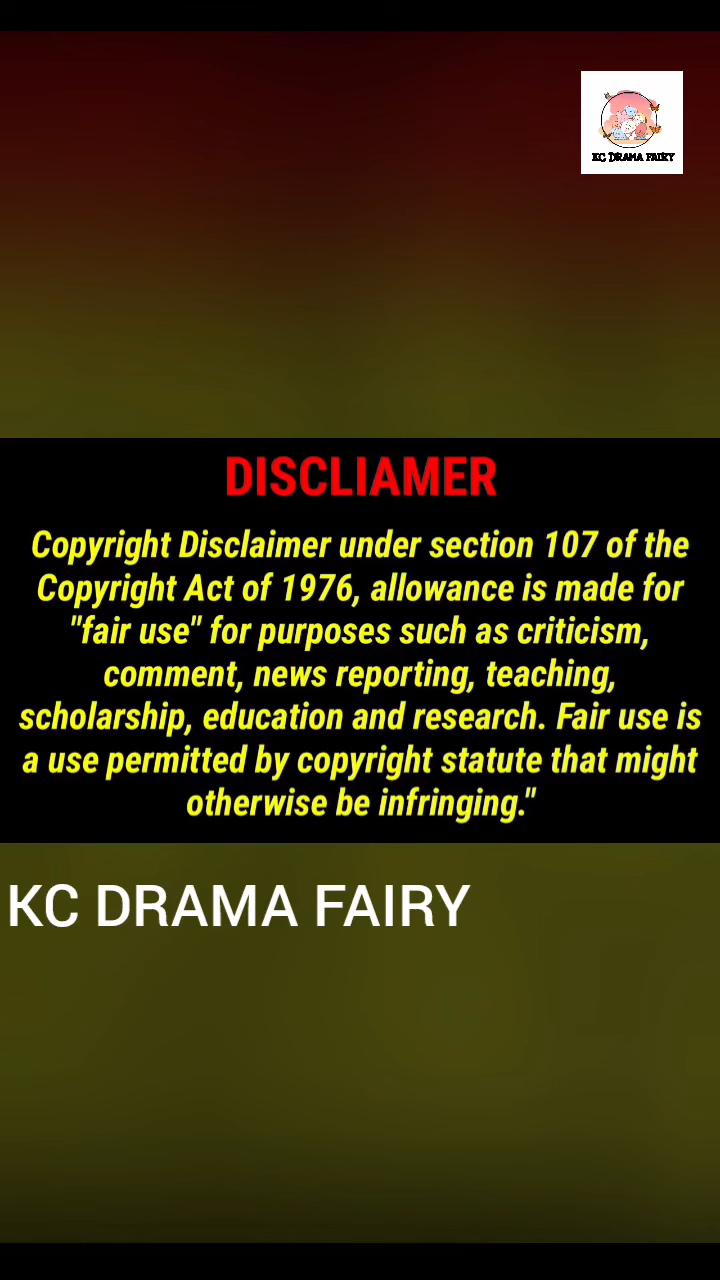 KC DRAMA FAIRY
DISCLIAMER
Copyright Disclaimer under section 107 of the
Copyright Act of 1976, allowance is made for
"fair use" for purposes such as criticism,
comment, news reporting, teaching,
scholarship, education and research. Fair use is
a use permitted by copyright statute that might
otherwise be infringing."
KC DRAMA FAIRY